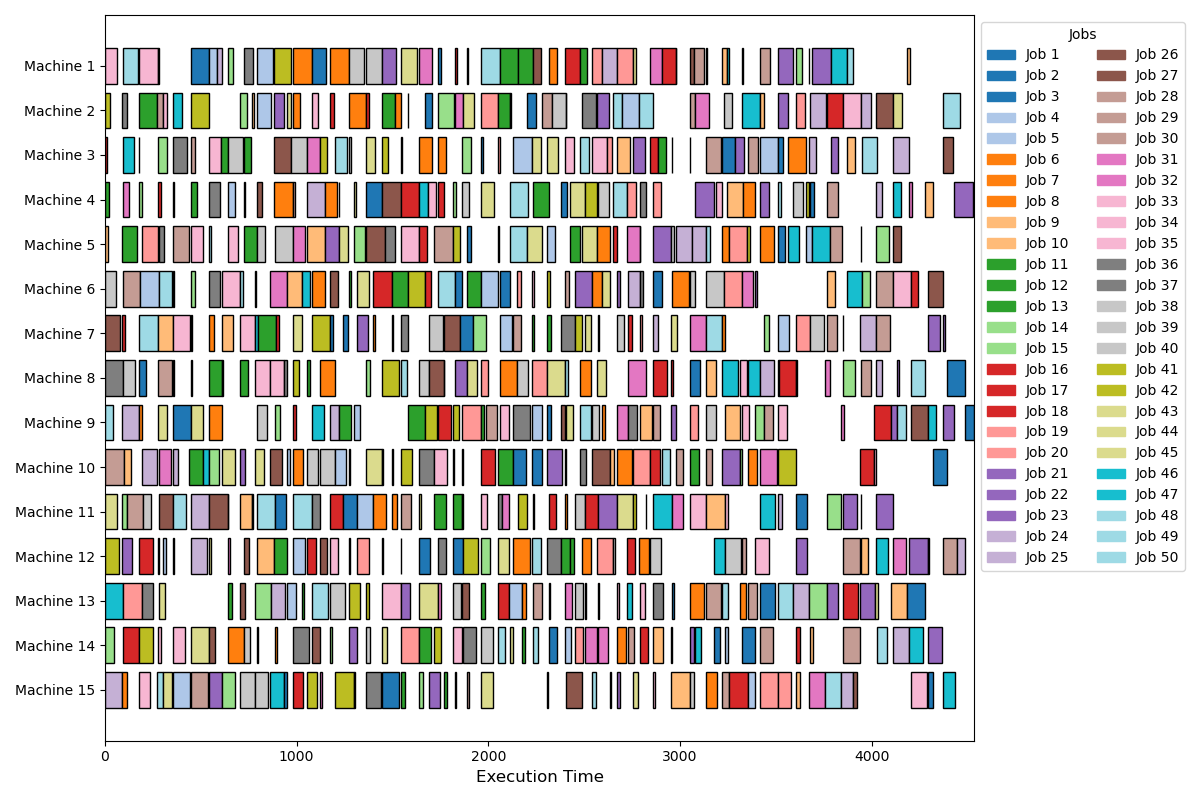 Machine 1
Machine 2
Machine 3
Machine 4
Machine 5
Machine 6
Machine 7
Machine 8
Machine 9
Machine 10
Machine 11
Machine 12
Machine 13
Machine 14
Machine 15
0 1000 2000 3000 4000
Execution Time
Jobs
Job 1 Job 26
Job 2 Job 27
Job 3 Job 28
Job 4 Job 29
Job 5 Job 30
Job 6 Job 31
Job 7 Job 32
Job 8 Job 33
Job 9 Job 34
Job 10 Job 35
Job 11 Job 36
Job 12 Job 37
Job 13 Job 38
Job 14 Job 39
Job 15 Job 40
Job 16 Job 41
Job 17 Job 42
Job 18 Job 43
Job 19 Job 44
Job 20 Job 45
Job 21 Job 46
Job 22 Job 47
Job 23 Job 48
Job 24 Job 49
Job 25 Job 50